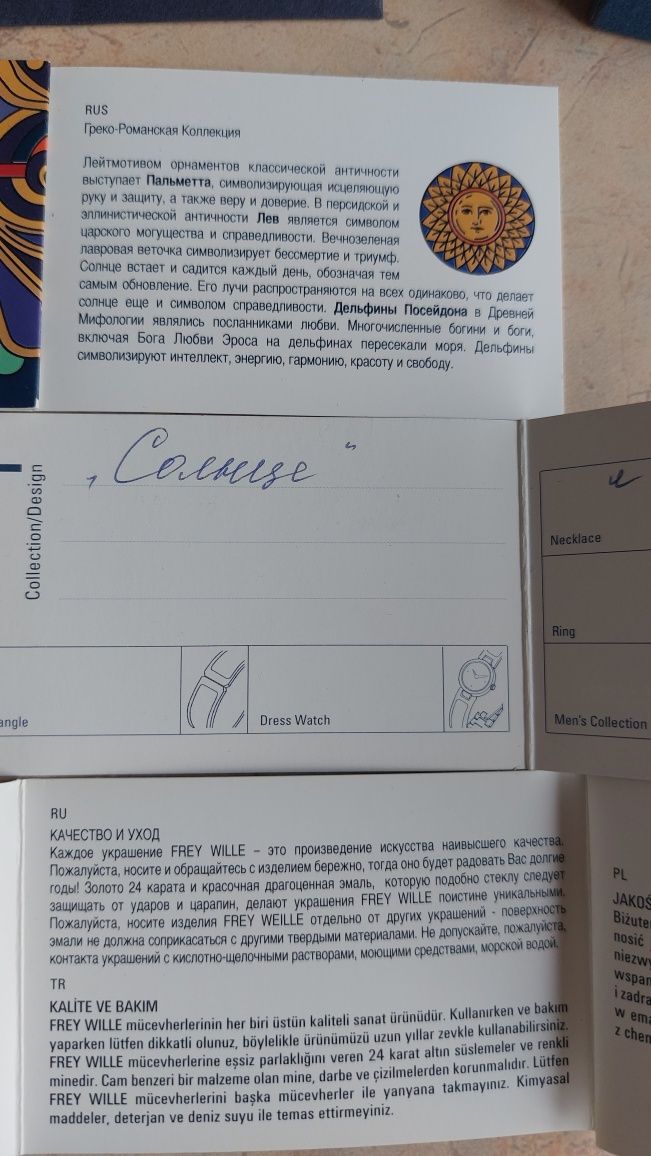 RUS
Греко-Романская Коллекция
Лейтмотивом орнаментов классической античности
выступает Пальметта, символизирующая исцеляющую
руку и защиту, а также веру и доверие. В персидской и
эллинистической античности Лев является символом
царского могущества и справедливости. Вечнозеленая
лавровая веточка символизирует бессмертие и триумф.
Солнце встает и садится каждый день, обозначая тем
самым обновление. Его лучи распространяются на всех одинаково, что делает
солнце еще и символом справедливости. Дельфины Посейдона в Древней
Мифологии являлись посланниками любви. Многочисленные богини и боги,
включая Бога Любви Эроса на дельфинах пересекали моря. Дельфины
символизируют интеллект, энергию, гармонию, красоту и свободу.
Collection/Design
„Солнце“
angle
Dress Watch
Necklace
Ring
Men's Collection
RU
КАЧЕСТВО И УХОД
Каждое украшение FREY WILLE – это произведение искусства наивысшего качества.
Пожалуйста, носите и обращайтесь с изделием бережно, тогда оно будет радовать Вас долгие
годы! Золото 24 карата и красочная драгоценная эмаль, которую подобно стеклу следует
защищать от ударов и царапин, делают украшения FREY WILLE поистине уникальными.
Пожалуйста, носите изделия FREY WEILLE отдельно от других украшений - поверхность
эмали не должна соприкасаться с другими твердыми материалами. Не допускайте, пожалуйста,
контакта украшений с кислотно-щелочными растворами, моющими средствами, морской водой.
TR
KALİTE VE BAKIM
FREY WILLE mücevherlerinin her biri üstün kaliteli sanat ürünüdür. Kullanırken ve bakım
yaparken lütfen dikkatli olunuz, böylelikle ürünümüzü uzun yıllar zevkle kullanabilirsiniz.
FREY WILLE mücevherlerine eşsiz parlaklığını veren 24 karat altın süslemeler ve renkli
minedir. Cam benzeri bir malzeme olan mine, darbe ve çizilmelerden korunmalıdır. Lütfen
FREY WILLE mücevherlerini başka mücevherler ile yanyana takmayınız. Kimyasal
maddeler, deterjan ve deniz suyu ile temas ettirmeyiniz.
PL
JAKOŚ
Biżute
nosić
niezwy
wspan
i zadra
w ema
z chem